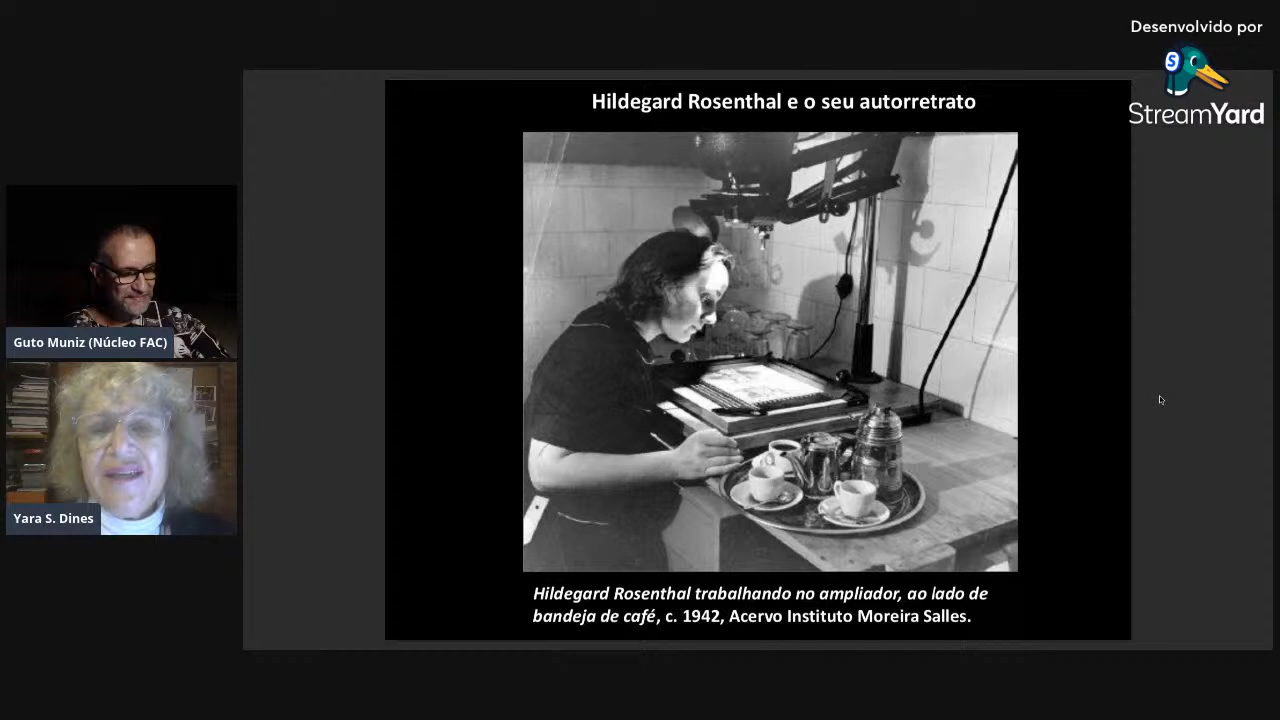 Desenvolvido por
StreamYard
Hildegard Rosenthal e o seu autorretrato
Guto Muniz (Núcleo FAC)
Yara S. Dines
Hildegard Rosenthal trabalhando no ampliador, ao lado de
bandeja de café, c. 1942, Acervo Instituto Moreira Salles.